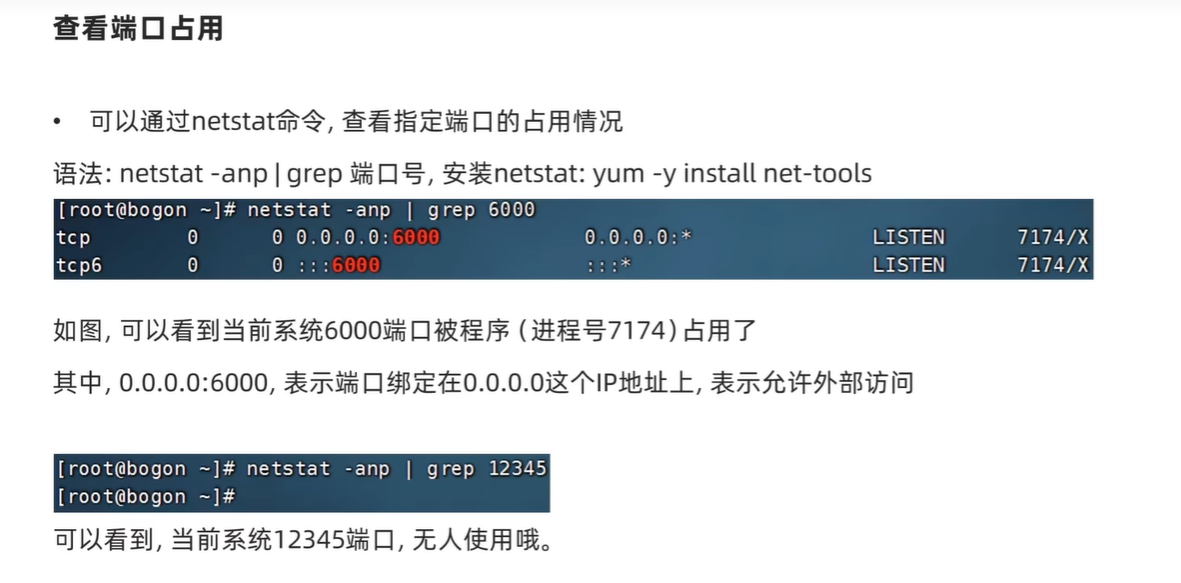 查看端口占用
• 可以通过netstat命令, 查看指定端口的占用情况
语法: netstat -anp | grep 端口号, 安装netstat: yum -y install net-tools
[root@bogon ~]# netstat -anp | grep 6000
tcp 0 0 0.0.0.0:6000 0.0.0.0:* LISTEN 7174/X
tcp6 0 0 :::6000 :::* LISTEN 7174/X
如图, 可以看到当前系统6000端口被程序 (进程号7174) 占用了
其中, 0.0.0.0:6000, 表示端口绑定在0.0.0.0这个IP地址上, 表示允许外部访问
[root@bogon ~]# netstat -anp | grep 12345
[root@bogon ~]#
可以看到, 当前系统12345端口, 无人使用哦。